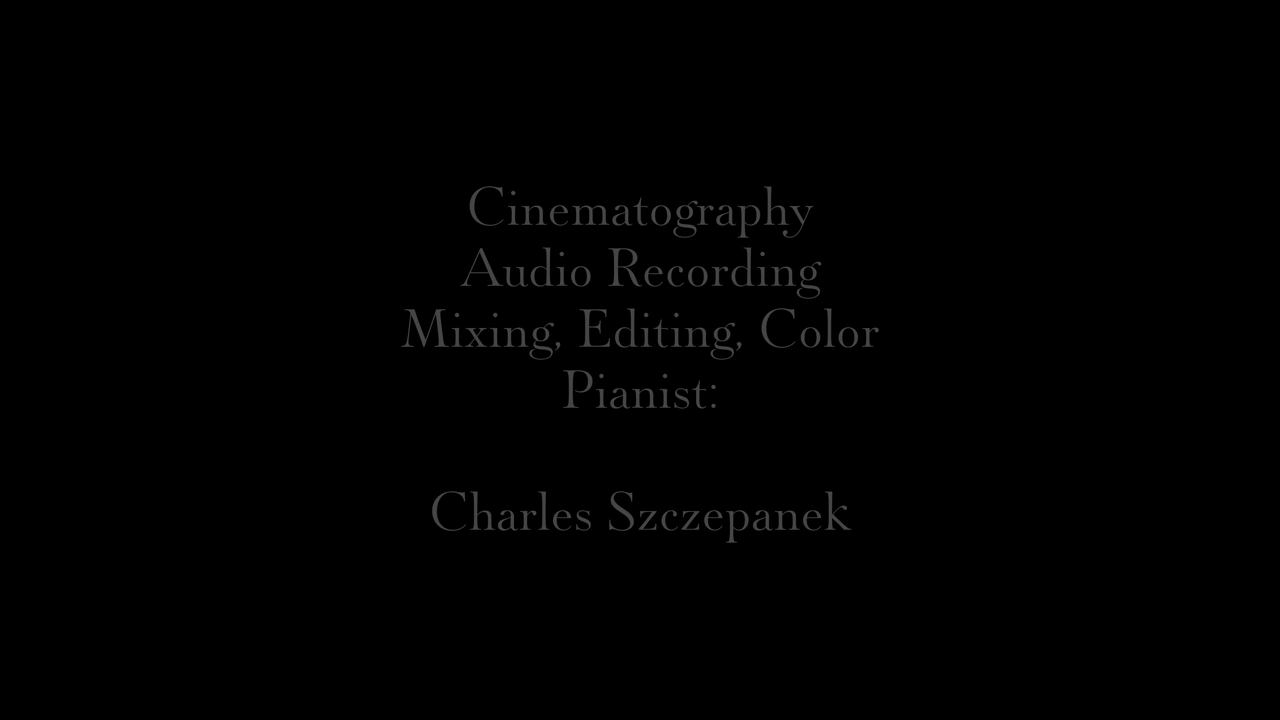 Cinematography
Audio Recording
Mixing, Editing, Color
Pianist:
Charles Szczepanek